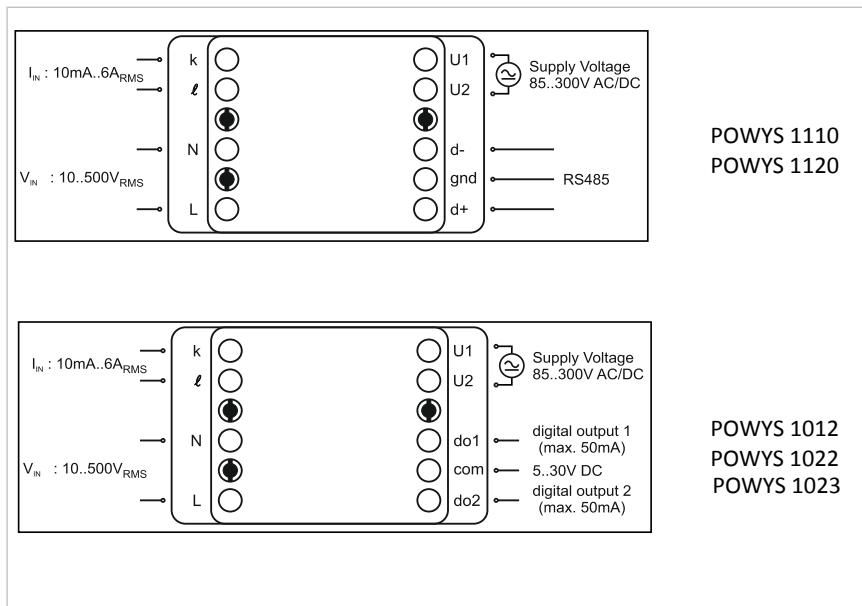 k
U1
I_IN : 10mA..6A_RMS
Supply Voltage
85..300V AC/DC
ℓ
U2
N
d-
V_IN : 10..500V_RMS
gnd
RS485
L
d+
POWYS 1110
POWYS 1120
k
U1
I_IN : 10mA..6A_RMS
Supply Voltage
85..300V AC/DC
ℓ
U2
N
do1
digital output 1
(max. 50mA)
V_IN : 10..500V_RMS
com
5..30V DC
L
do2
digital output 2
(max. 50mA)
POWYS 1012
POWYS 1022
POWYS 1023